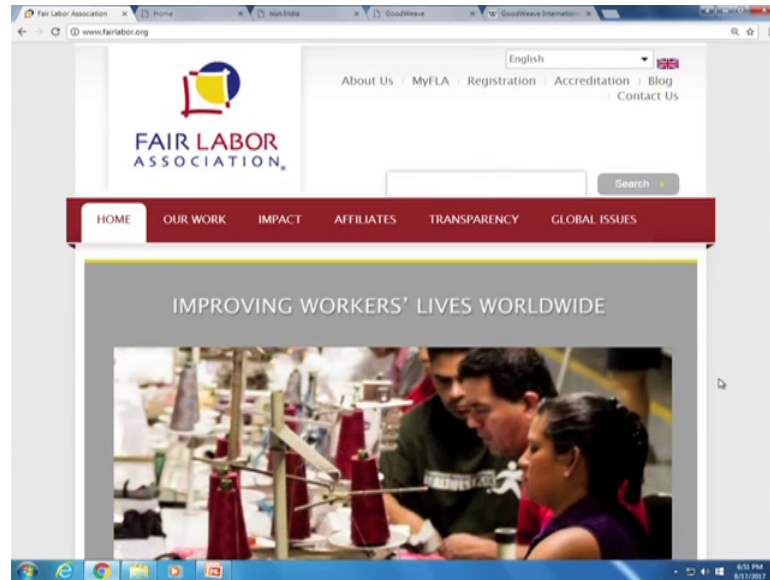 Fair Labor Association
Home
GoodWeave
GoodWeave Internation
www.fairlabor.org
English
About Us MyFLA Registration Accreditation Blog
Contact Us
FAIR LABOR
ASSOCIATION®
Search
HOME OUR WORK IMPACT AFFILIATES TRANSPARENCY GLOBAL ISSUES
IMPROVING WORKERS' LIVES WORLDWIDE
6:51 PM
8/17/2017